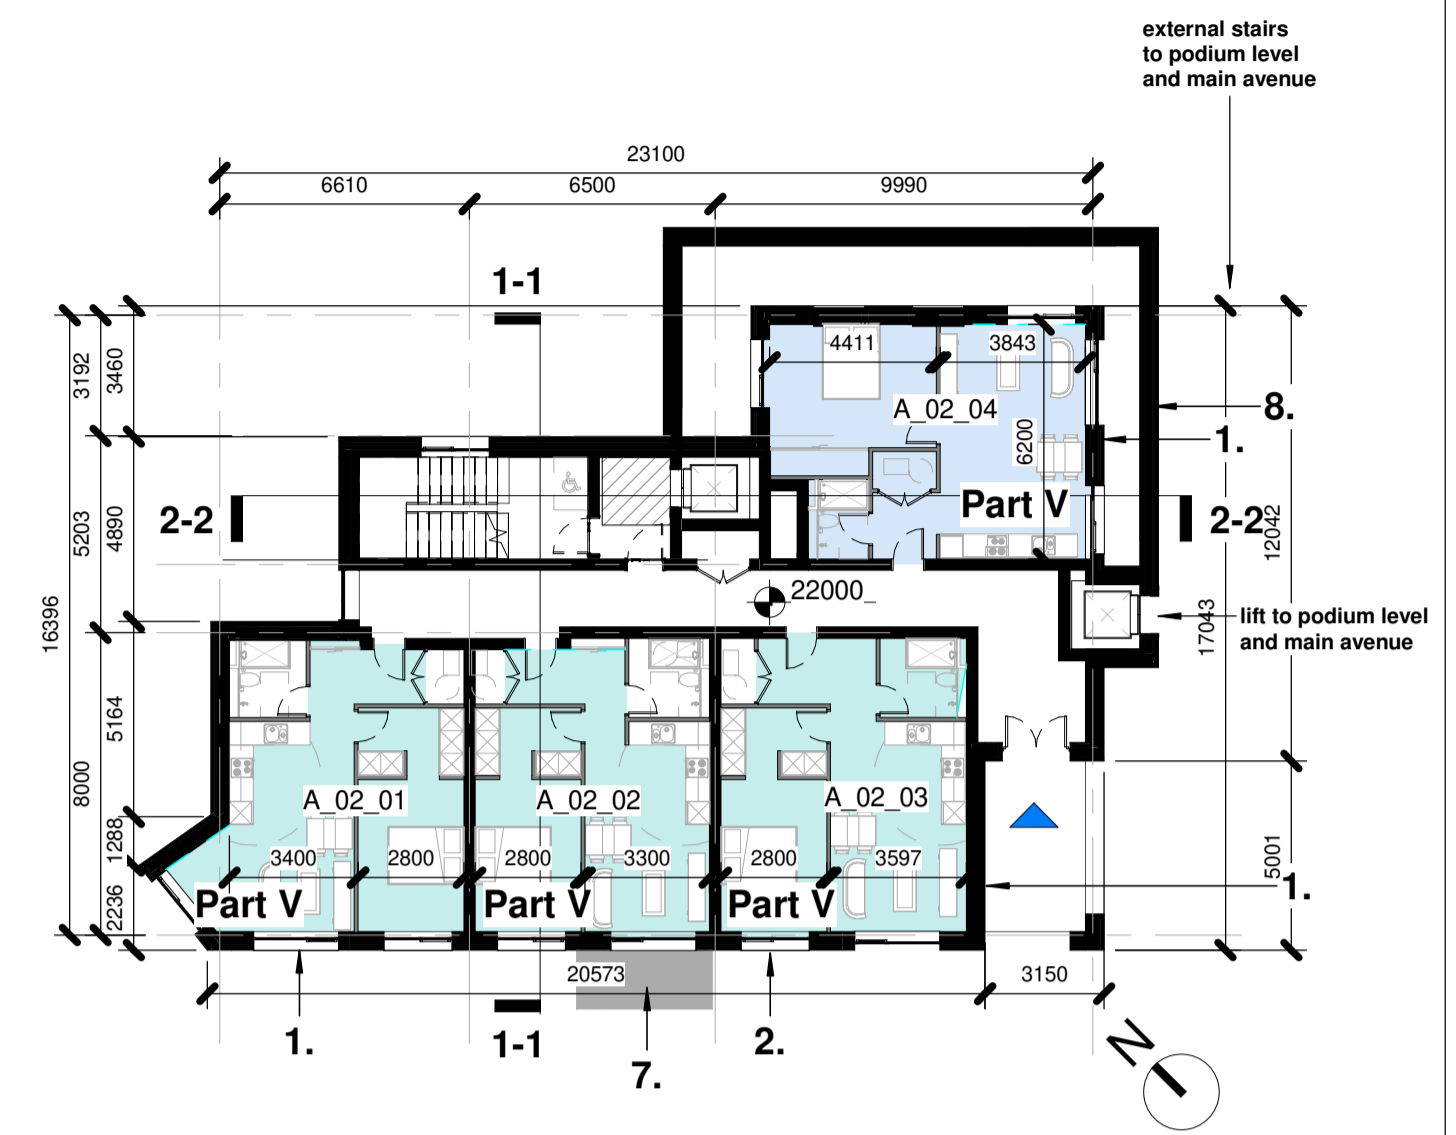 external stairs
to podium level
and main avenue
23100
6610
6500
9990
1-1
3192
3460
4411
3843
A_02_04
8.
1.
6200
Part V
2-2
2-2
5203
4890
12042
22000_
16396
17043
lift to podium level
and main avenue
5164
8000
A_02_01
A_02_02
A_02_03
1288
3400
2800
2800
3300
2800
3597
5001
1.
Part V
Part V
Part V
2236
20573
3150
1.
1-1
2.
7.
N